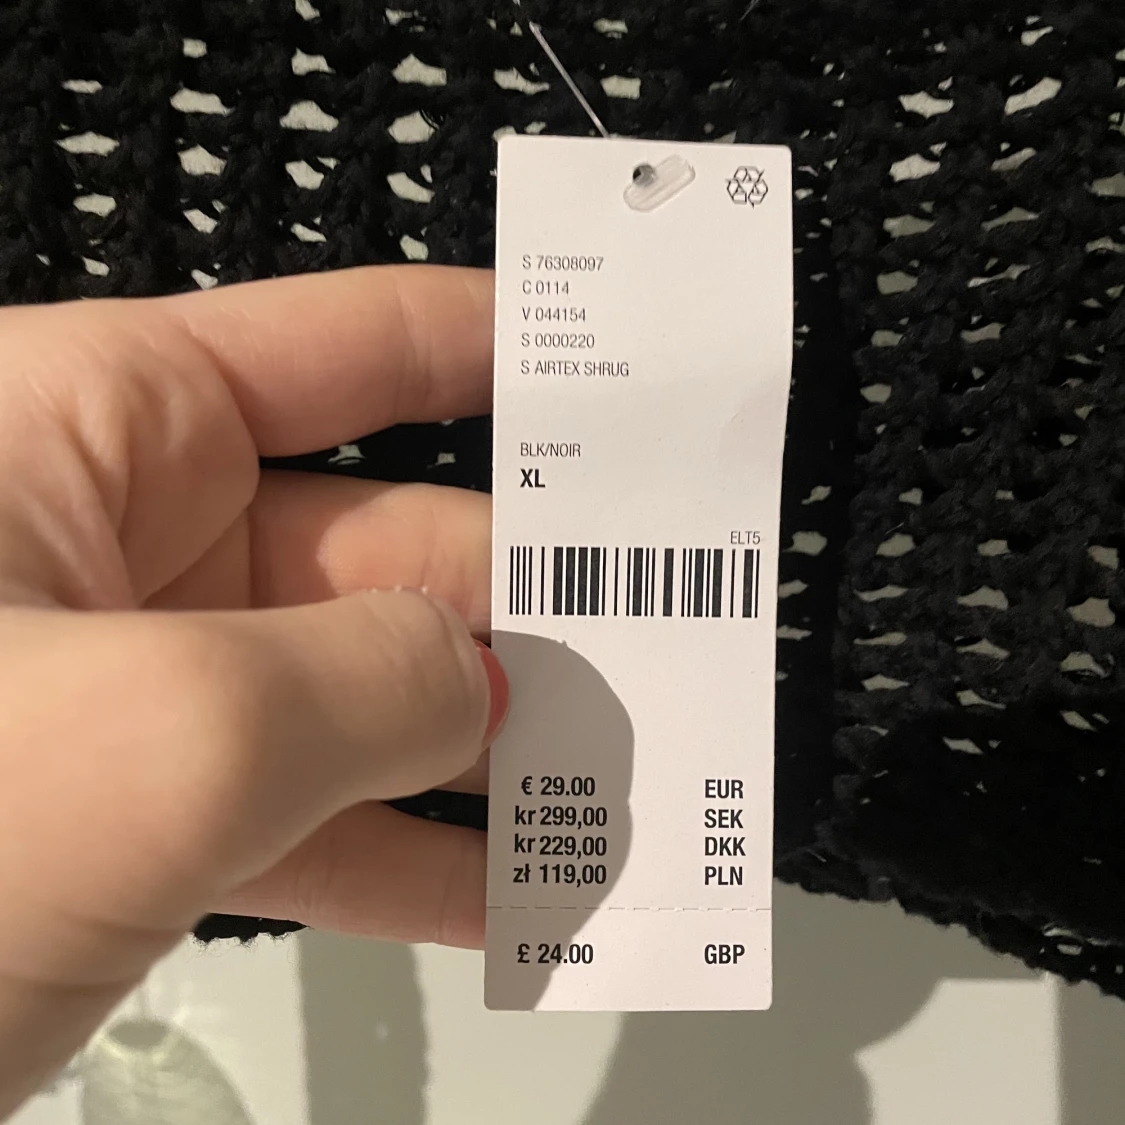 S 76308097
C 0114
V 044154
S 0000220
S AIRTEX SHRUG
BLK/NOIR
XL
ELT5
€ 29.00 EUR
kr 299,00 SEK
kr 229,00 DKK
zł 119,00 PLN
£ 24.00 GBP